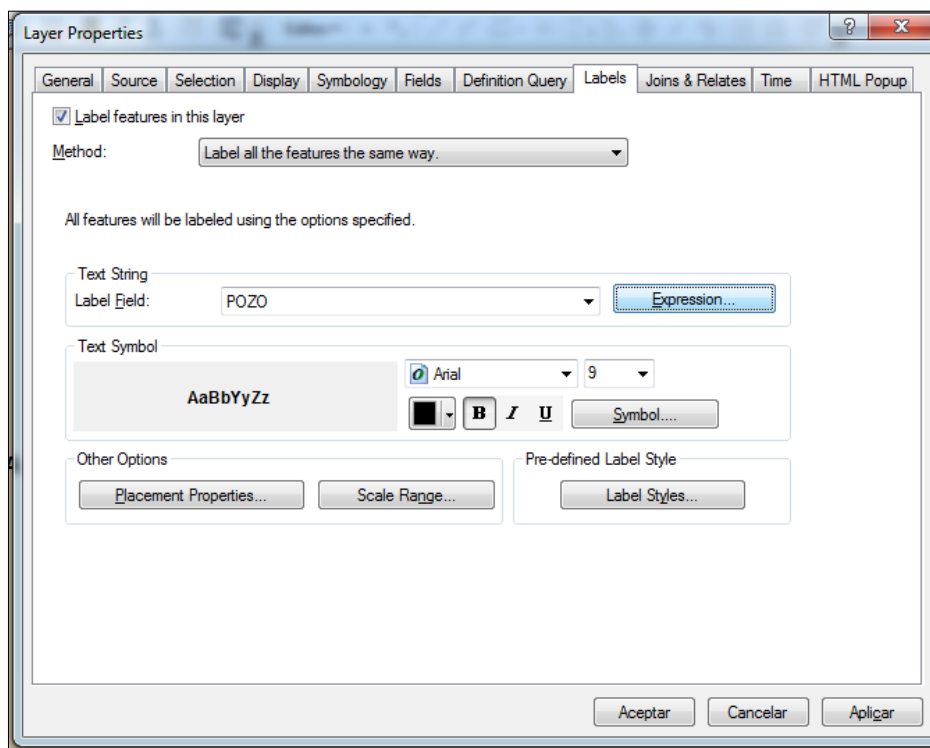 Layer Properties
General Source Selection Display Symbology Fields Definition Query Labels Joins & Relates Time HTML Popup
Label features in this layer
Method: Label all the features the same way.
All features will be labeled using the options specified.
Text String
Label Field: POZO Expression...
Text Symbol
AaBbYyZz
Arial 9
B I U Symbol....
Other Options
Placement Properties... Scale Range...
Pre-defined Label Style
Label Styles...
Aceptar Cancelar Aplicar